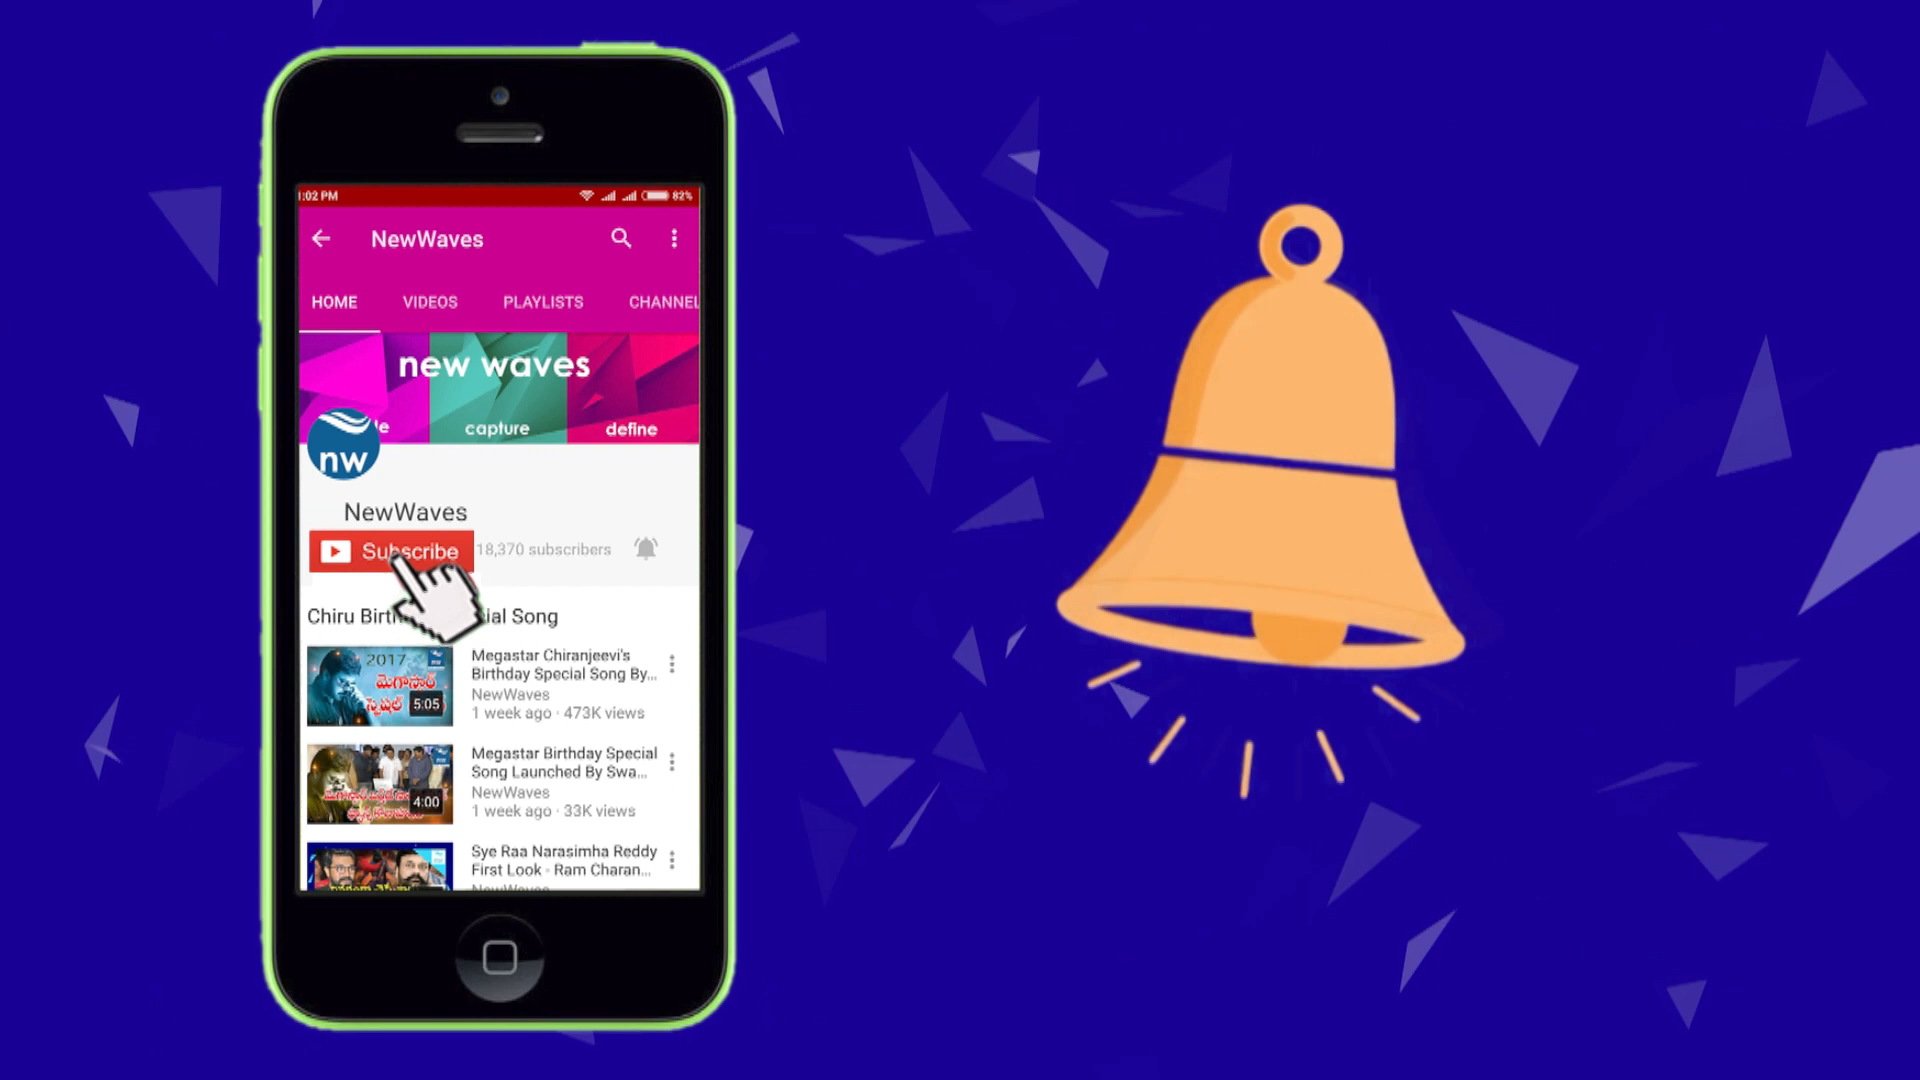 1:02 PM
82%
NewWaves
HOME VIDEOS PLAYLISTS CHANNEL
new waves
capture define
nw
NewWaves
Subscribe 18,370 subscribers
Song
2017
మెగాస్టార్
స్పెషల్
5:05
Megastar Chiranjeevi's
Birthday Special Song By...
NewWaves
1 week ago · 473K views
4:00
Megastar Birthday Special
Song Launched By Swa...
NewWaves
1 week ago · 33K views
Sye Raa Narasimha Reddy
First Look - Ram Charan...
NewWaves